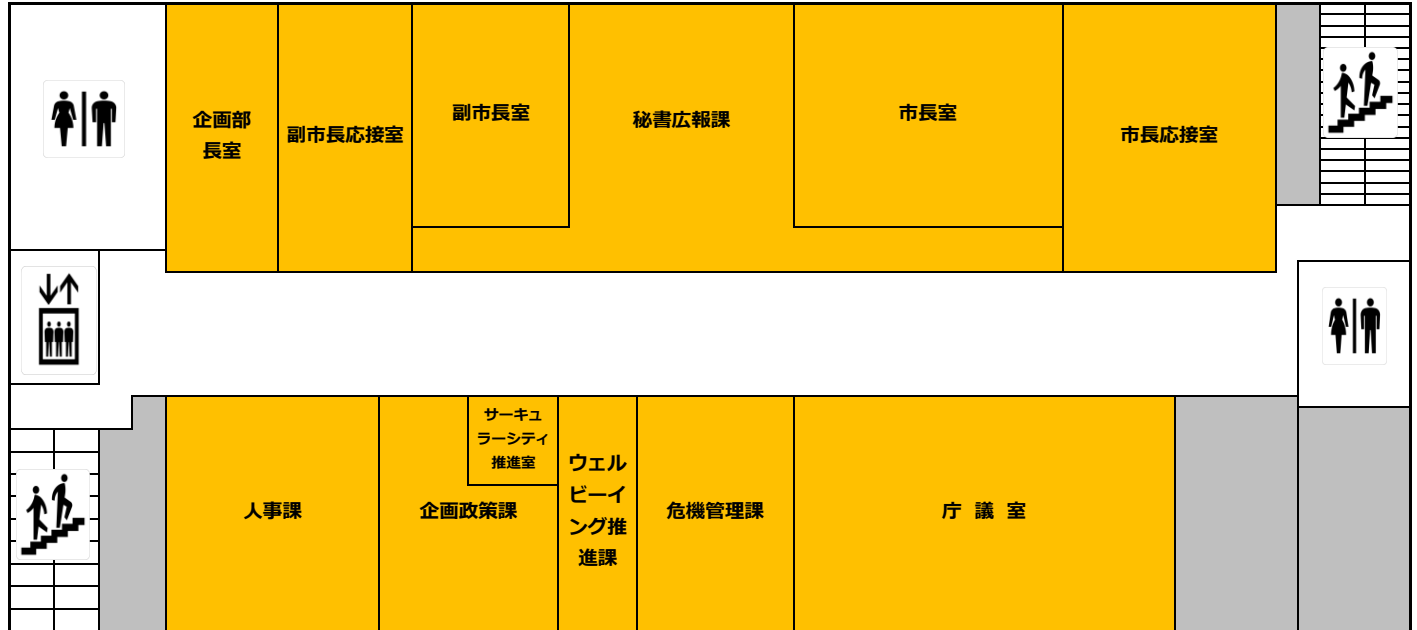 企画部
長室
副市長応接室
副市長室
秘書広報課
市長室
市長応接室
人事課
企画政策課
サーキュ
ラーシティ
推進室
ウェル
ビーイ
ング推
進課
危機管理課
庁 議 室